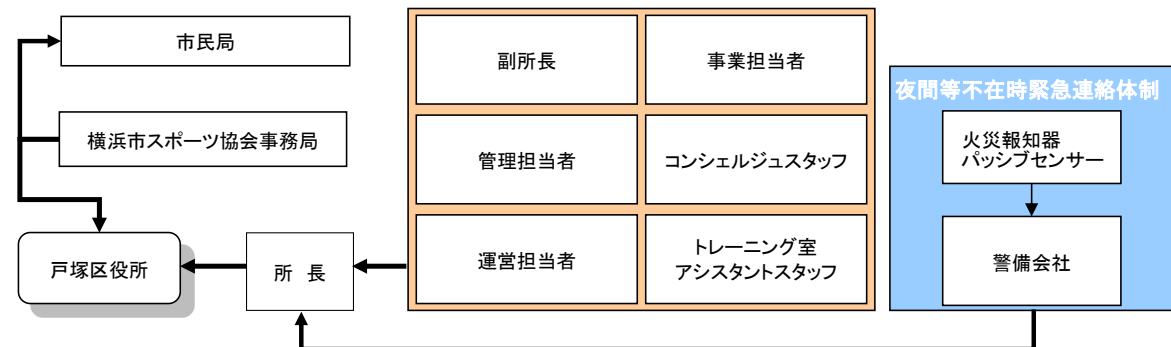 市民局
横浜市スポーツ協会事務局
戸塚区役所
所 長
副所長
事業担当者
管理担当者
コンシェルジュスタッフ
運営担当者
トレーニング室
アシスタントスタッフ
夜間等不在時緊急連絡体制
火災報知器
パッシブセンサー
警備会社